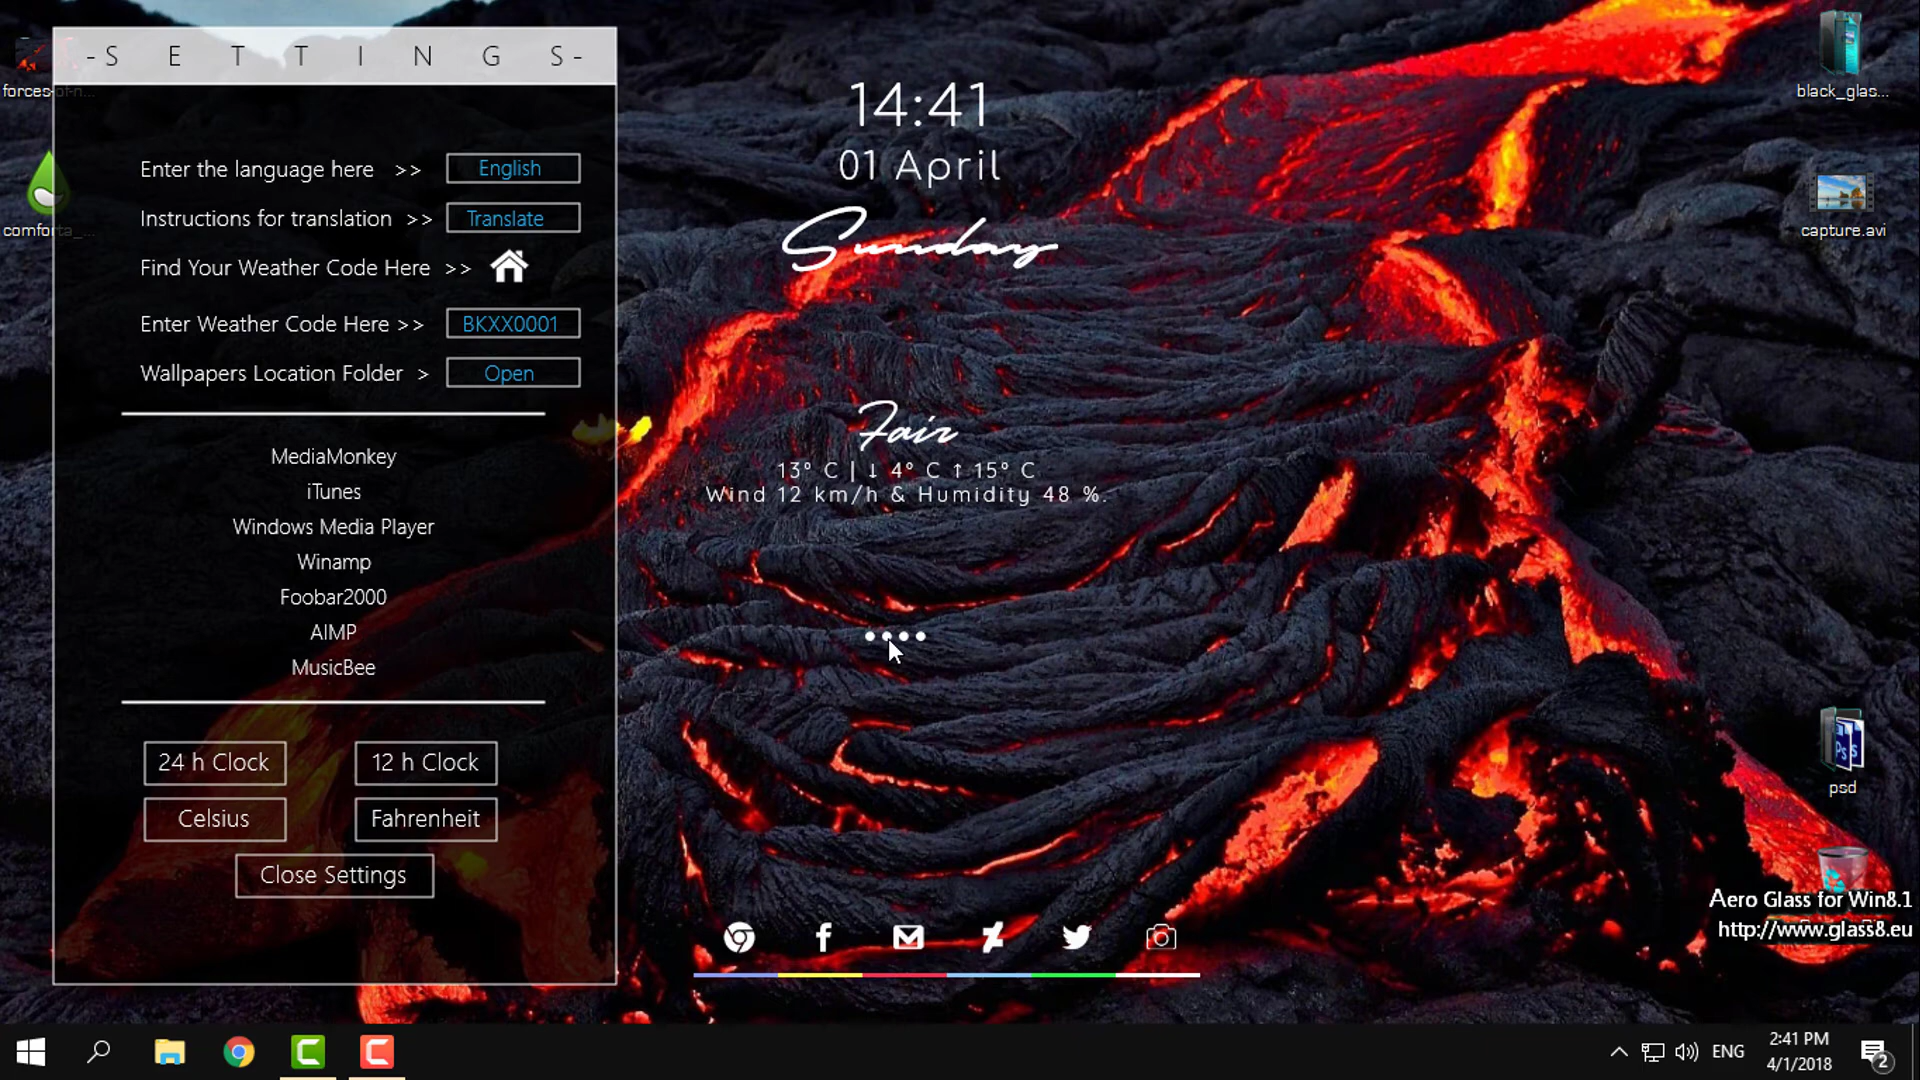 -S E T T I N G S-
forces-of-n...
comforta_...
Enter the language here >> English
Instructions for translation >> Translate
Find Your Weather Code Here >>
Enter Weather Code Here >> BKXX0001
Wallpapers Location Folder > Open
MediaMonkey
iTunes
Windows Media Player
Winamp
Foobar2000
AIMP
MusicBee
24 h Clock
12 h Clock
Celsius
Fahrenheit
Close Settings
14:41
01 April
Sunday
Fair
13° C | ↓ 4° C ↑ 15° C
Wind 12 km/h & Humidity 48 %.
black_glas...
capture.avi
psd
Aero Glass for Win8.1
http://www.glass8.eu
ENG
2:41 PM
4/1/2018
2